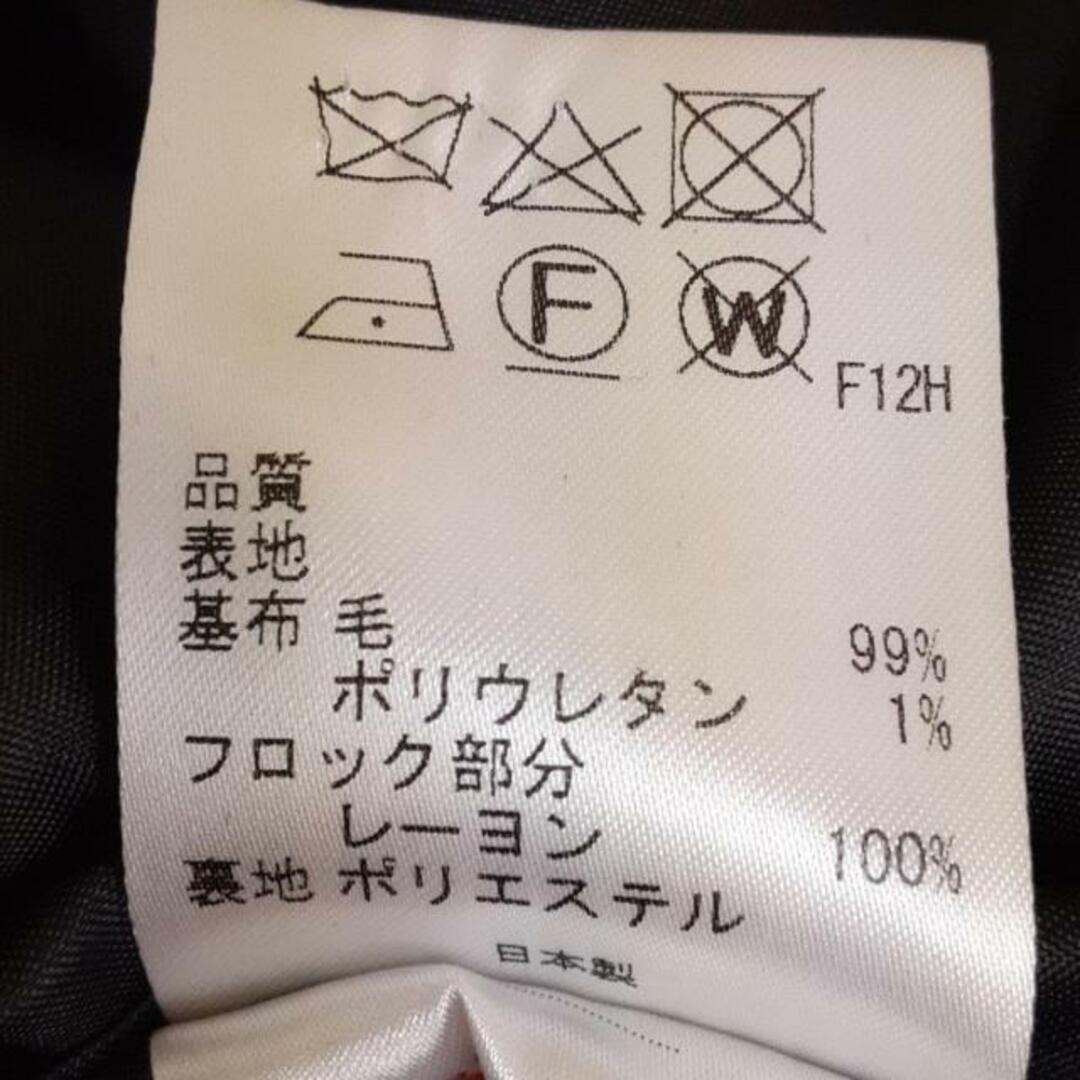 F W
F12H
品質
表地
基布 毛 99%
ポリウレタン 1%
フロック部分
レーヨン 100%
裏地 ポリエステル
日本製